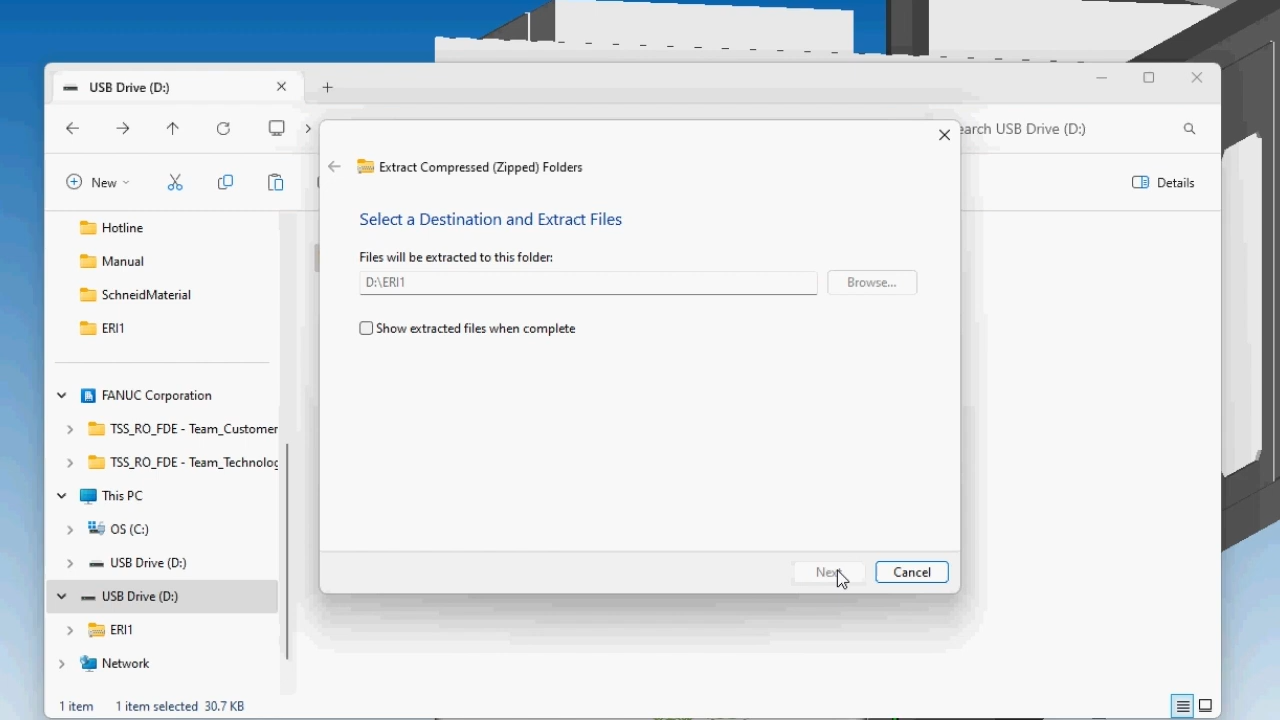 USB Drive (D:)
earch USB Drive (D:)
New
Details
Extract Compressed (Zipped) Folders
Select a Destination and Extract Files
Files will be extracted to this folder:
D:\ERI1
Browse...
Show extracted files when complete
Cancel
Hotline
Manual
SchneidMaterial
ERI1
FANUC Corporation
TSS_RO_FDE - Team_Customer
TSS_RO_FDE - Team_Technolog
This PC
OS (C:)
USB Drive (D:)
USB Drive (D:)
ERI1
Network
1 item 1 item selected 30.7 KB